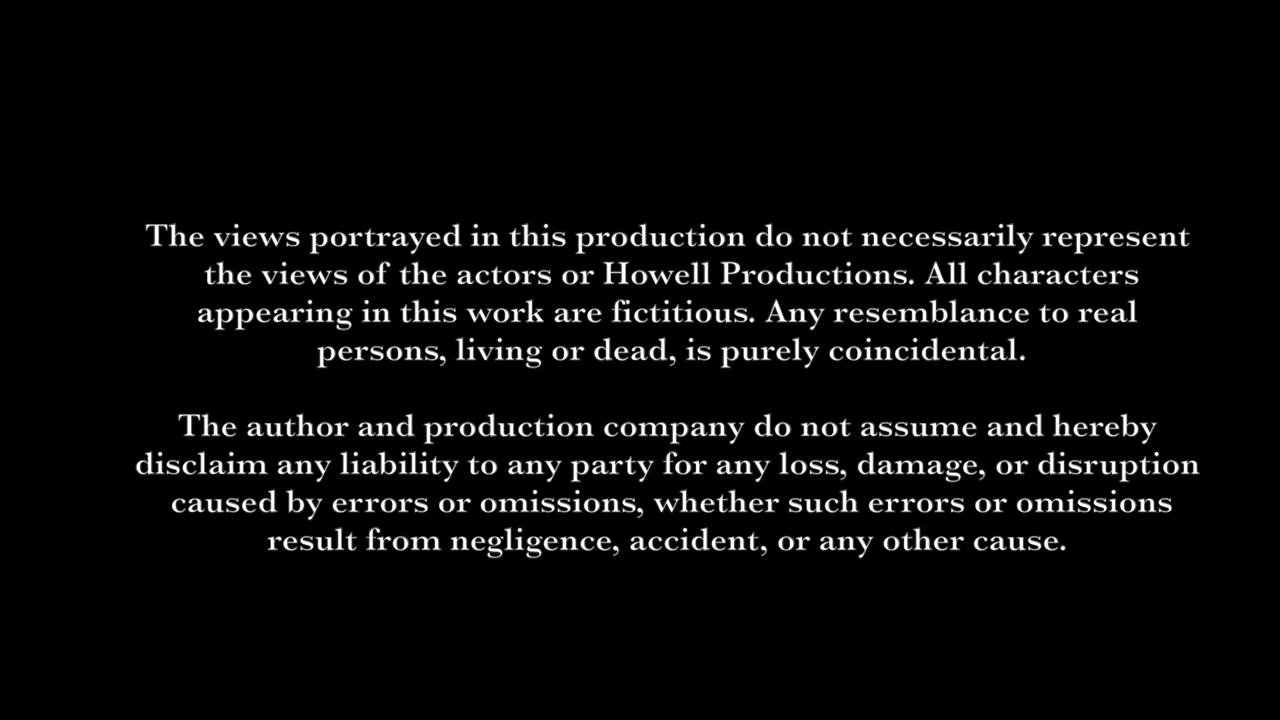 The views portrayed in this production do not necessarily represent
the views of the actors or Howell Productions. All characters
appearing in this work are fictitious. Any resemblance to real
persons, living or dead, is purely coincidental.
The author and production company do not assume and hereby
disclaim any liability to any party for any loss, damage, or disruption
caused by errors or omissions, whether such errors or omissions
result from negligence, accident, or any other cause.